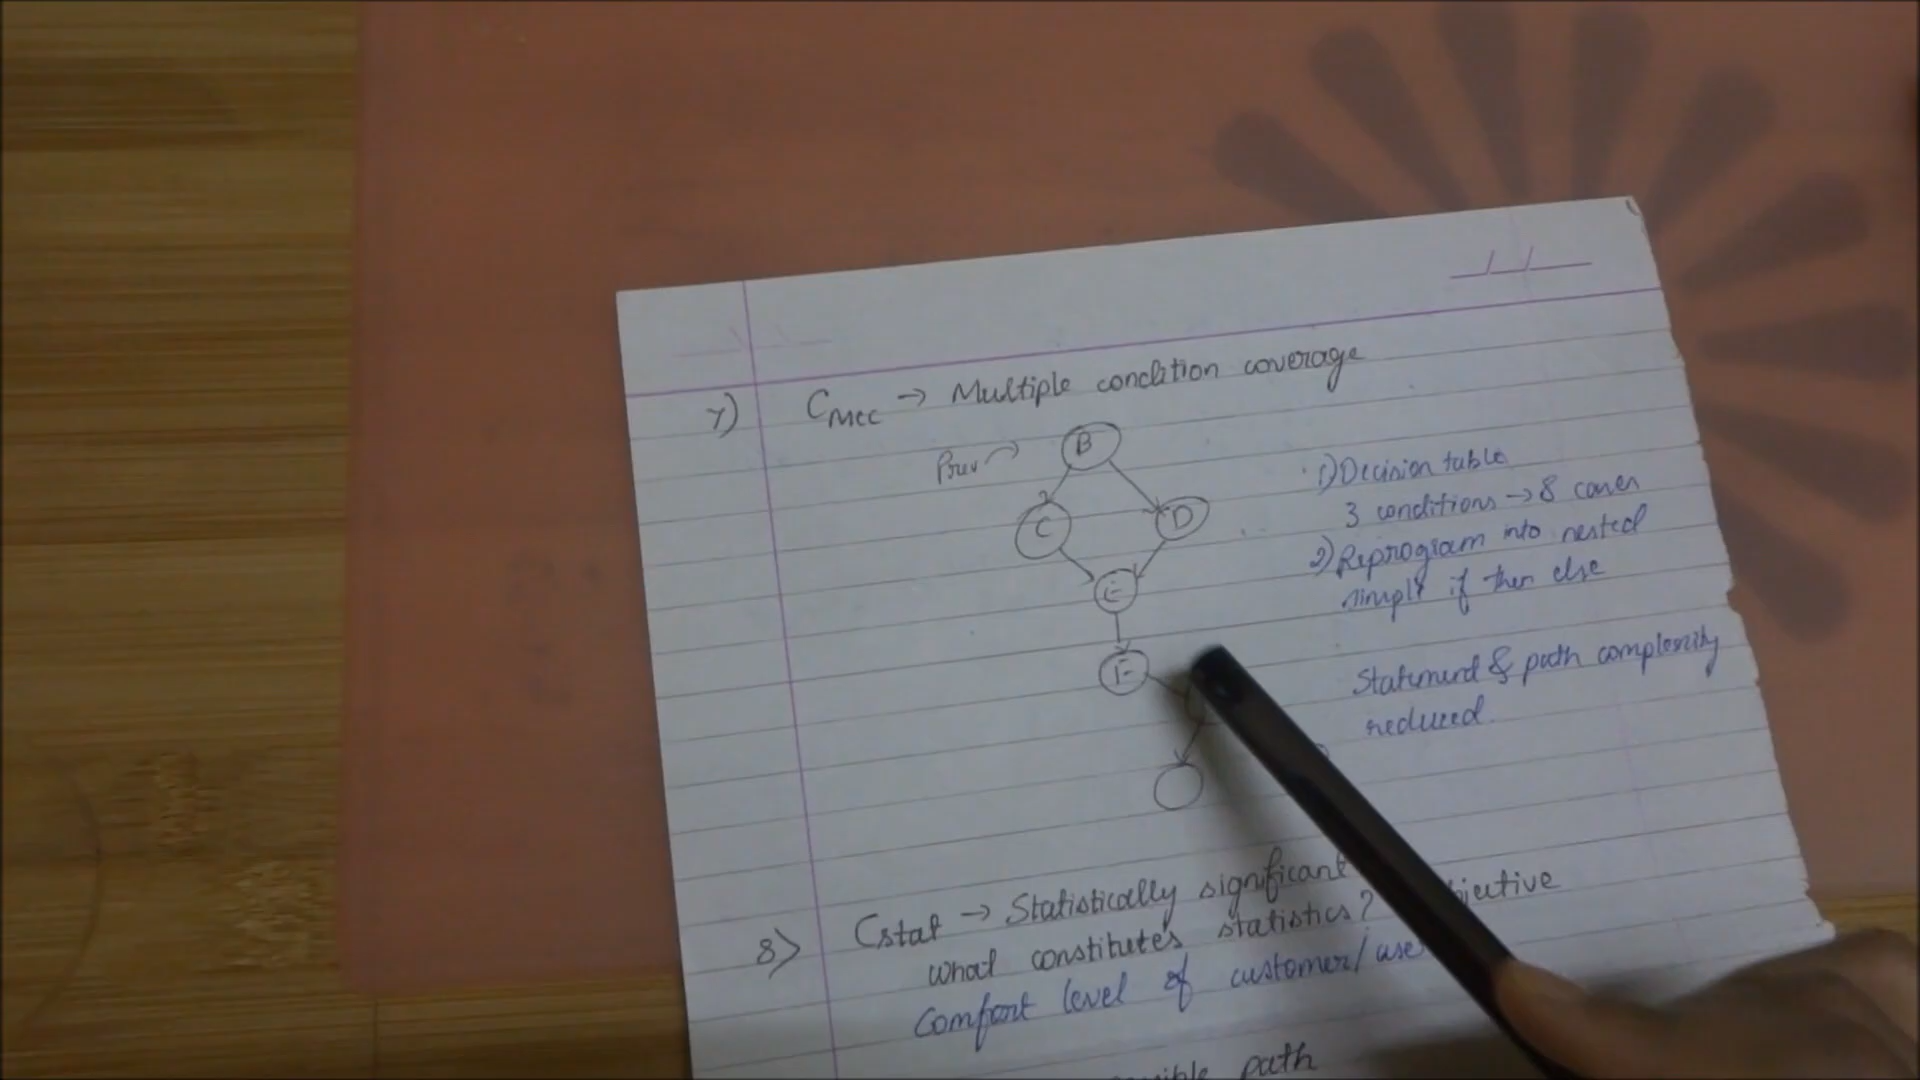 7) CMCC → Multiple condition coverage
Prev
B
C
D
E
F
1) Decision table
3 conditions → 8 cases
2) Reprogram into nested
simple if then else
Statement & path complexity
reduced.
8) Cstat → Statistically significant
what constitutes statistics?
Comfort level of customer/use
path